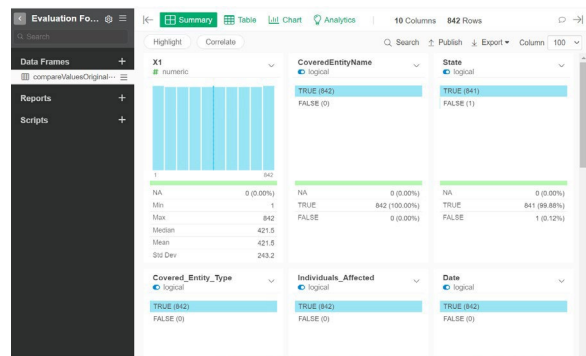 Evaluation Fo...
Search
Data Frames +
compareValuesOriginal...
Reports +
Scripts +
Summary Table Chart Analytics 10 Columns 842 Rows
Highlight Correlate Search Publish Export Column 100
X1
# numeric
1 842
NA 0 (0.00%)
Min 1
Max 842
Median 421.5
Mean 421.5
Std Dev 243.2
CoveredEntityName
logical
TRUE (842)
FALSE (0)
NA 0 (0.00%)
TRUE 842 (100.00%)
FALSE 0 (0.00%)
State
logical
TRUE (841)
FALSE (1)
NA 0 (0.00%)
TRUE 841 (99.88%)
FALSE 1 (0.12%)
Covered_Entity_Type
logical
TRUE (842)
FALSE (0)
Individuals_Affected
logical
TRUE (842)
FALSE (0)
Date
logical
TRUE (842)
FALSE (0)